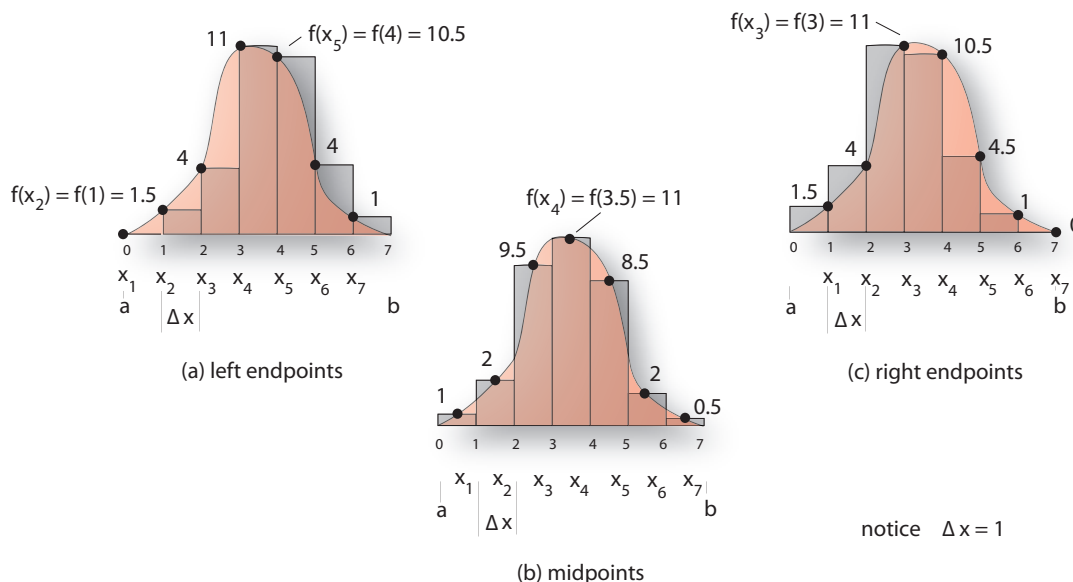 11
f(x5) = f(4) = 10.5
4
f(x2) = f(1) = 1.5
4
1
0 1 2 3 4 5 6 7
x1 x2 x3 x4 x5 x6 x7
a b
Δ x
(a) left endpoints
f(x4) = f(3.5) = 11
9.5
8.5
2
1
2
0.5
0 1 2 3 4 5 6 7
x1 x2 x3 x4 x5 x6 x7
a b
Δ x
(b) midpoints
f(x3) = f(3) = 11
10.5
4
4.5
1.5
1
0
0 1 2 3 4 5 6 7
x1 x2 x3 x4 x5 x6 x7
a b
Δ x
(c) right endpoints
notice Δ x = 1